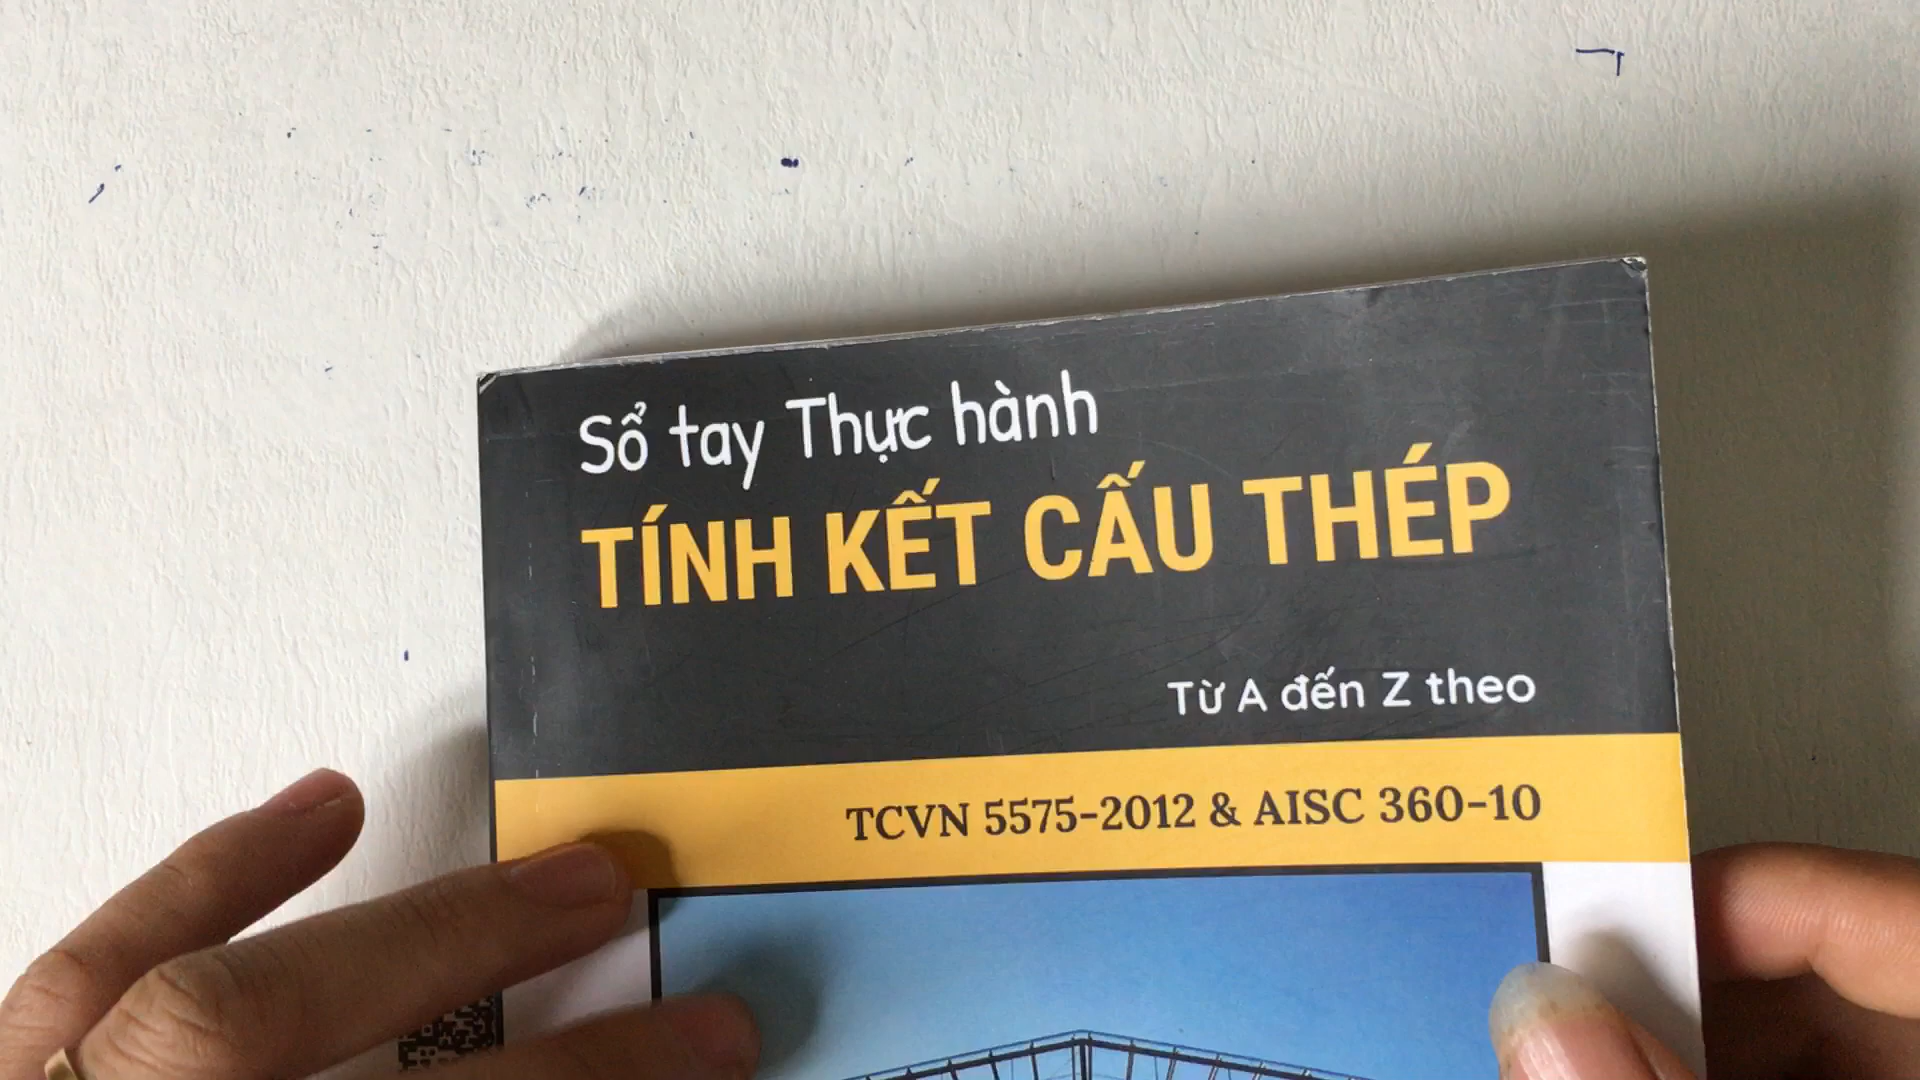 Sổ tay Thực hành
TÍNH KẾT CẤU THÉP
Từ A đến Z theo
TCVN 5575-2012 & AISC 360-10